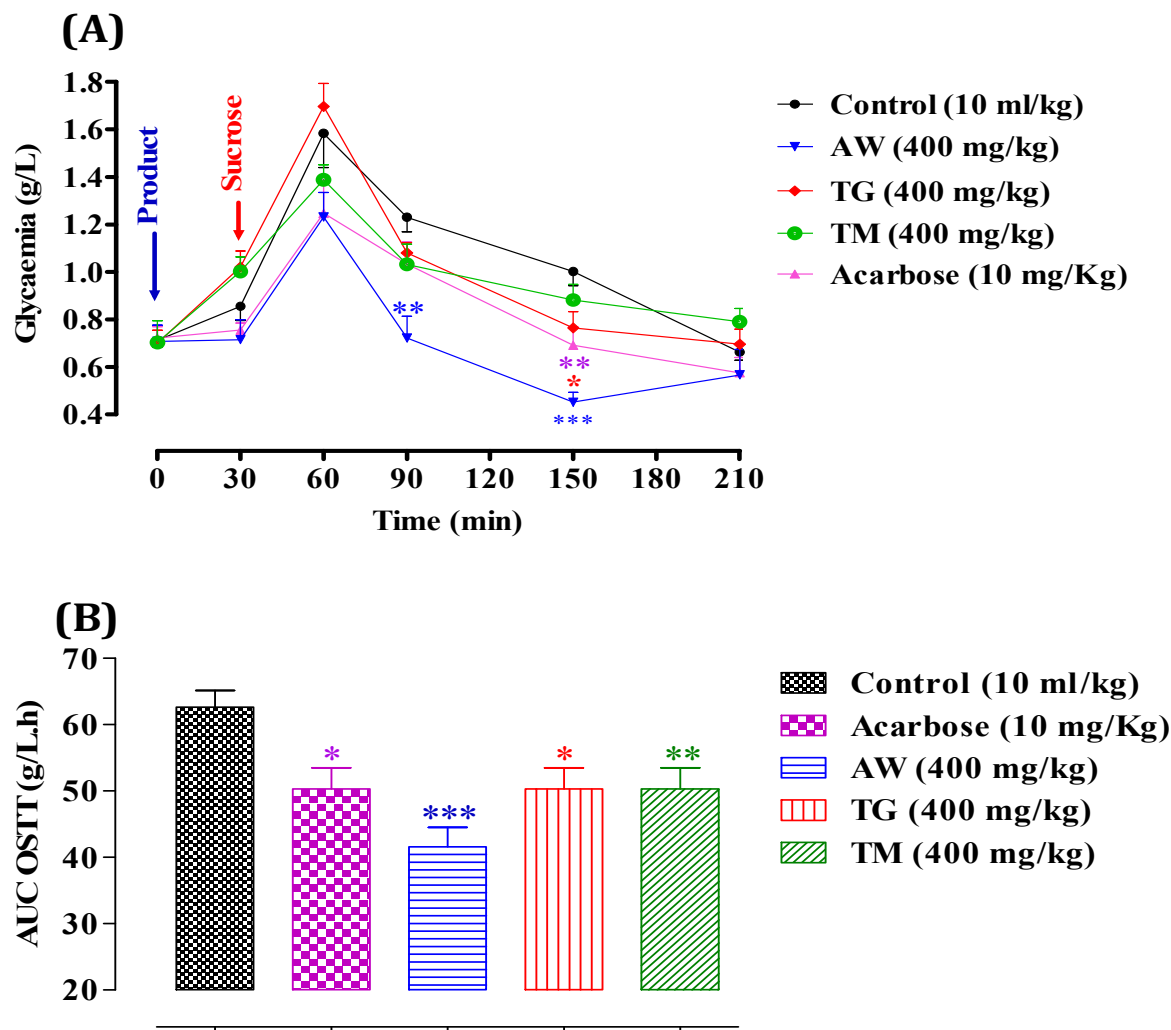 (A)
1.8
1.6
1.4
1.2
1.0
0.8
0.6
0.4
Glycaemia (g/L)
Product
Sucrose
**
**
*
***
0 30 60 90 120 150 180 210
Time (min)
Control (10 ml/kg)
AW (400 mg/kg)
TG (400 mg/kg)
TM (400 mg/kg)
Acarbose (10 mg/Kg)
(B)
70
60
50
40
30
20
AUC OSTT (g/L.h)
* *** * **
Control (10 ml/kg)
Acarbose (10 mg/Kg)
AW (400 mg/kg)
TG (400 mg/kg)
TM (400 mg/kg)